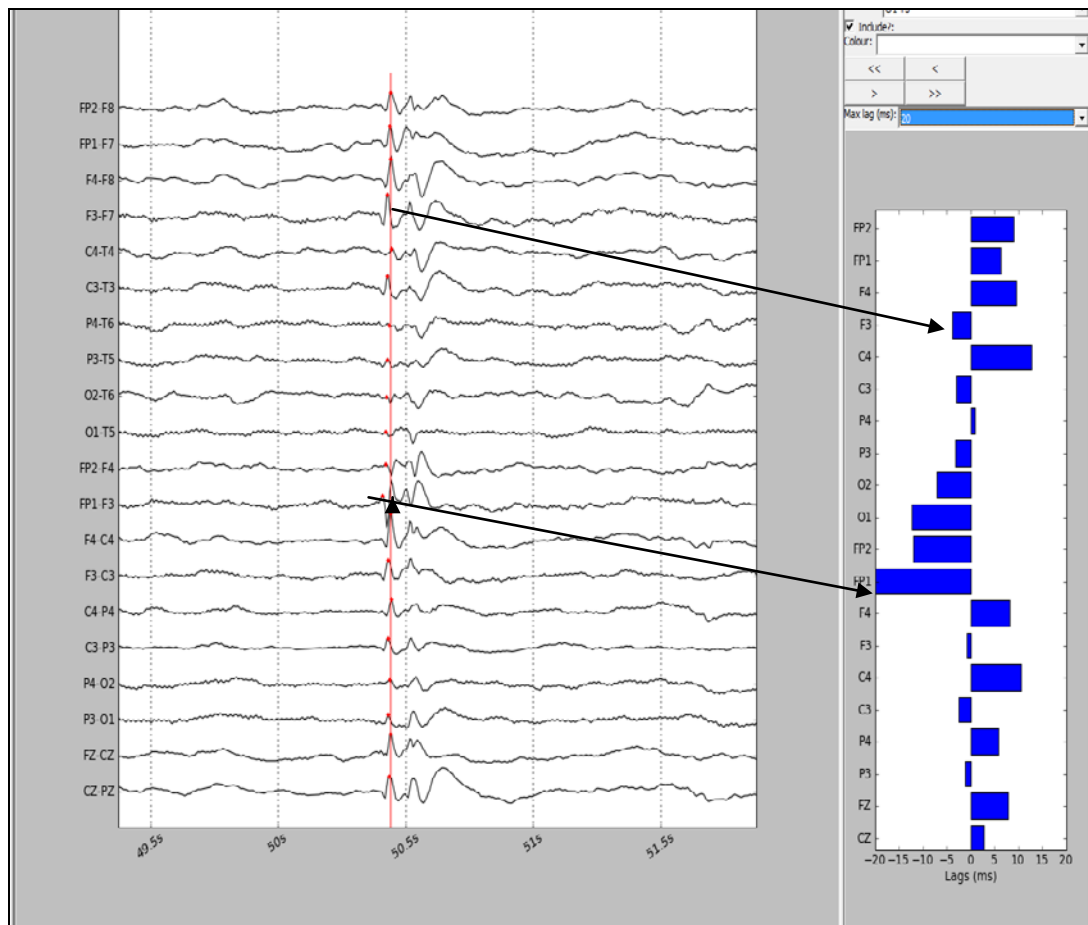 Include?:
Colour:
<< <
> >>
Max lag (ms): 20
FP2-F8
FP1-F7
F4-F8
F3-F7
C4-T4
C3-T3
P4-T6
P3-T5
O2-T6
O1-T5
FP2-F4
FP1-F3
F4-C4
F3-C3
C4-P4
C3-P3
P4-O2
P3-O1
FZ-CZ
CZ-PZ
49.5s 50s 50.5s 51s 51.5s
FP2
FP1
F4
F3
C4
C3
P4
P3
O2
O1
FP2
FP1
F4
F3
C4
C3
P4
P3
FZ
CZ
−20 −15 −10 −5 0 5 10 15 20
Lags (ms)